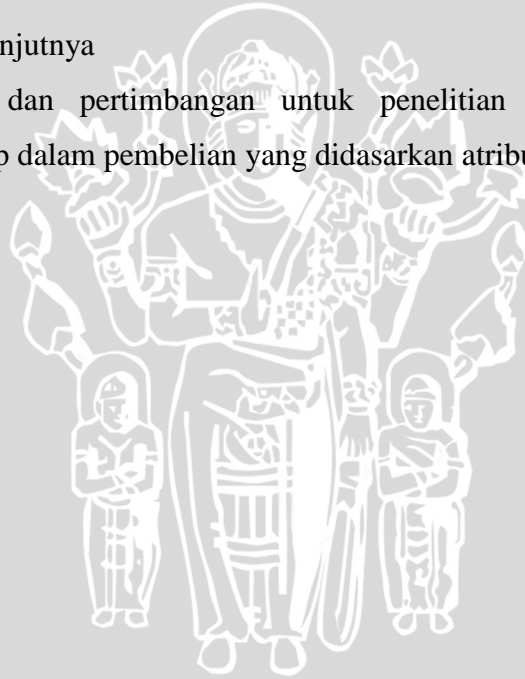 njutnya
dan pertimbangan untuk penelitian
p dalam pembelian yang didasarkan atribu